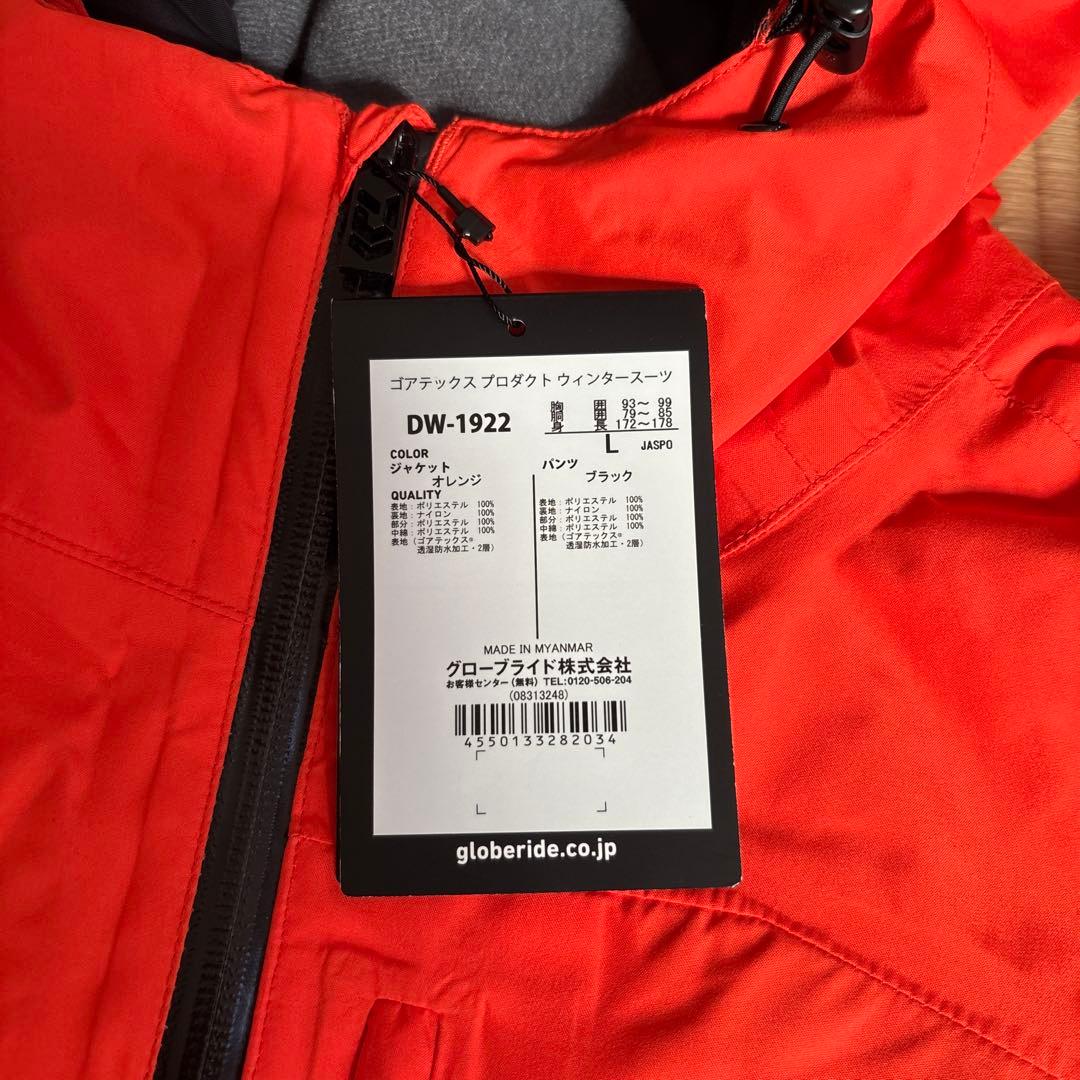 ゴアテックス プロダクト ウィンタースーツ
DW-1922
胸 囲 93～ 99
胴 囲 79～ 85
身 長 172～178
L JASPO
COLOR
ジャケット
オレンジ
QUALITY
表地：ポリエステル 100%
裏地：ナイロン 100%
部分：ポリエステル 100%
中綿：ポリエステル 100%
表地（ゴアテックス®
透湿防水加工・2層）
パンツ
ブラック
表地：ポリエステル 100%
裏地：ナイロン 100%
部分：ポリエステル 100%
中綿：ポリエステル 100%
表地（ゴアテックス®
透湿防水加工・2層）
MADE IN MYANMAR
グローブライド株式会社
お客様センター（無料）TEL:0120-506-204
(08313248)
4550133282034
globeride.co.jp